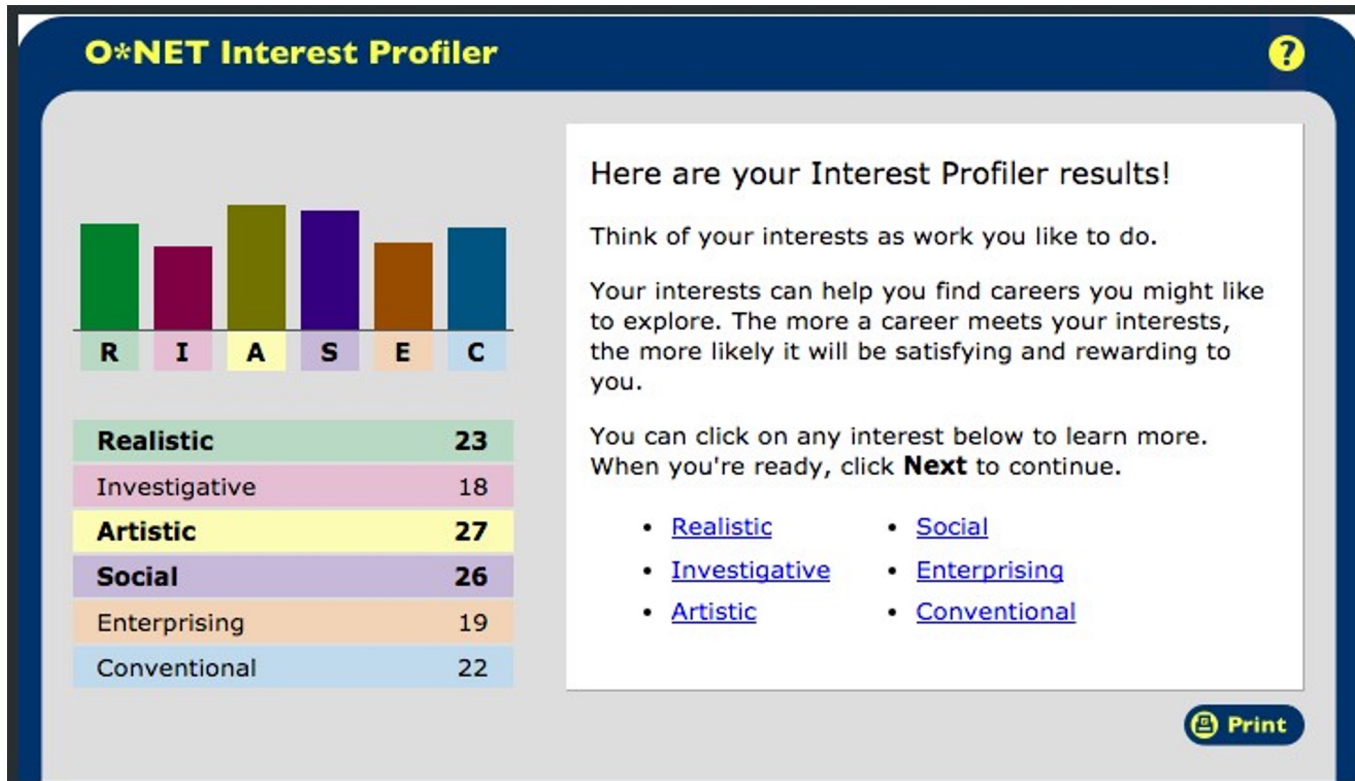 O*NET Interest Profiler
?
R I A S E C
Realistic 23
Investigative 18
Artistic 27
Social 26
Enterprising 19
Conventional 22
Here are your Interest Profiler results!
Think of your interests as work you like to do.
Your interests can help you find careers you might like
to explore. The more a career meets your interests,
the more likely it will be satisfying and rewarding to
you.
You can click on any interest below to learn more.
When you're ready, click Next to continue.
• Realistic • Social
• Investigative • Enterprising
• Artistic • Conventional
Print